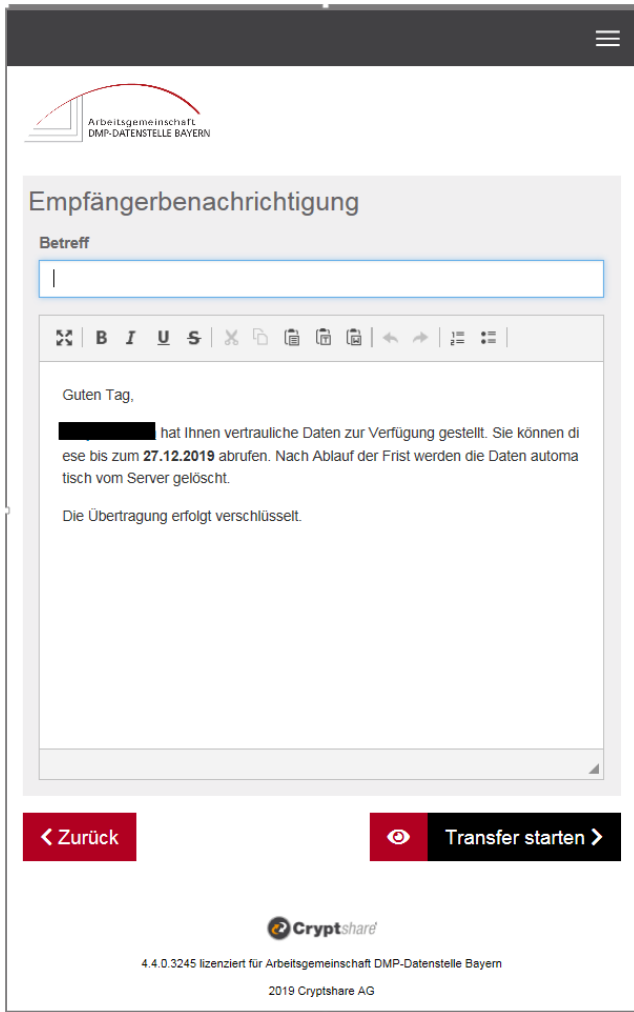 Arbeitsgemeinschaft
DMP-DATENSTELLE BAYERN
Empfängerbenachrichtigung
Betreff
B I U S
Guten Tag,
hat Ihnen vertrauliche Daten zur Verfügung gestellt. Sie können di
ese bis zum 27.12.2019 abrufen. Nach Ablauf der Frist werden die Daten automa
tisch vom Server gelöscht.
Die Übertragung erfolgt verschlüsselt.
Zurück
Transfer starten
Cryptshare
4.4.0.3245 lizenziert für Arbeitsgemeinschaft DMP-Datenstelle Bayern
2019 Cryptshare AG